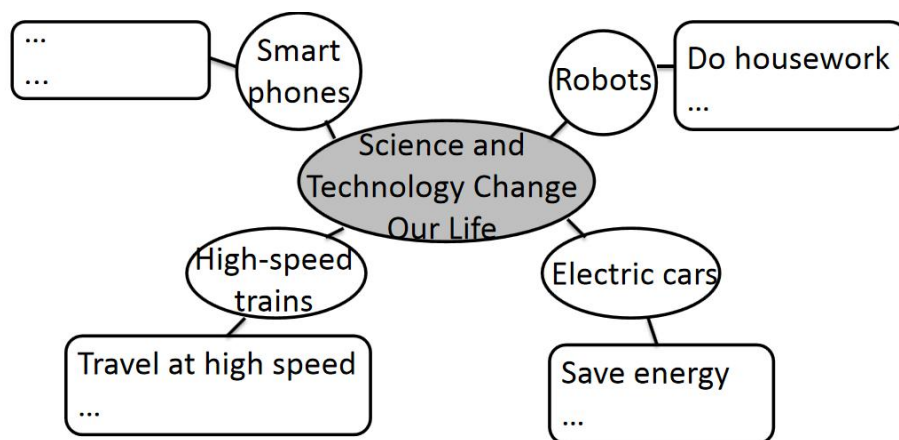 ...
...
Smart
phones
Robots
Do housework
...
Science and
Technology Change
Our Life
High-speed
trains
Electric cars
Travel at high speed
...
Save energy
...